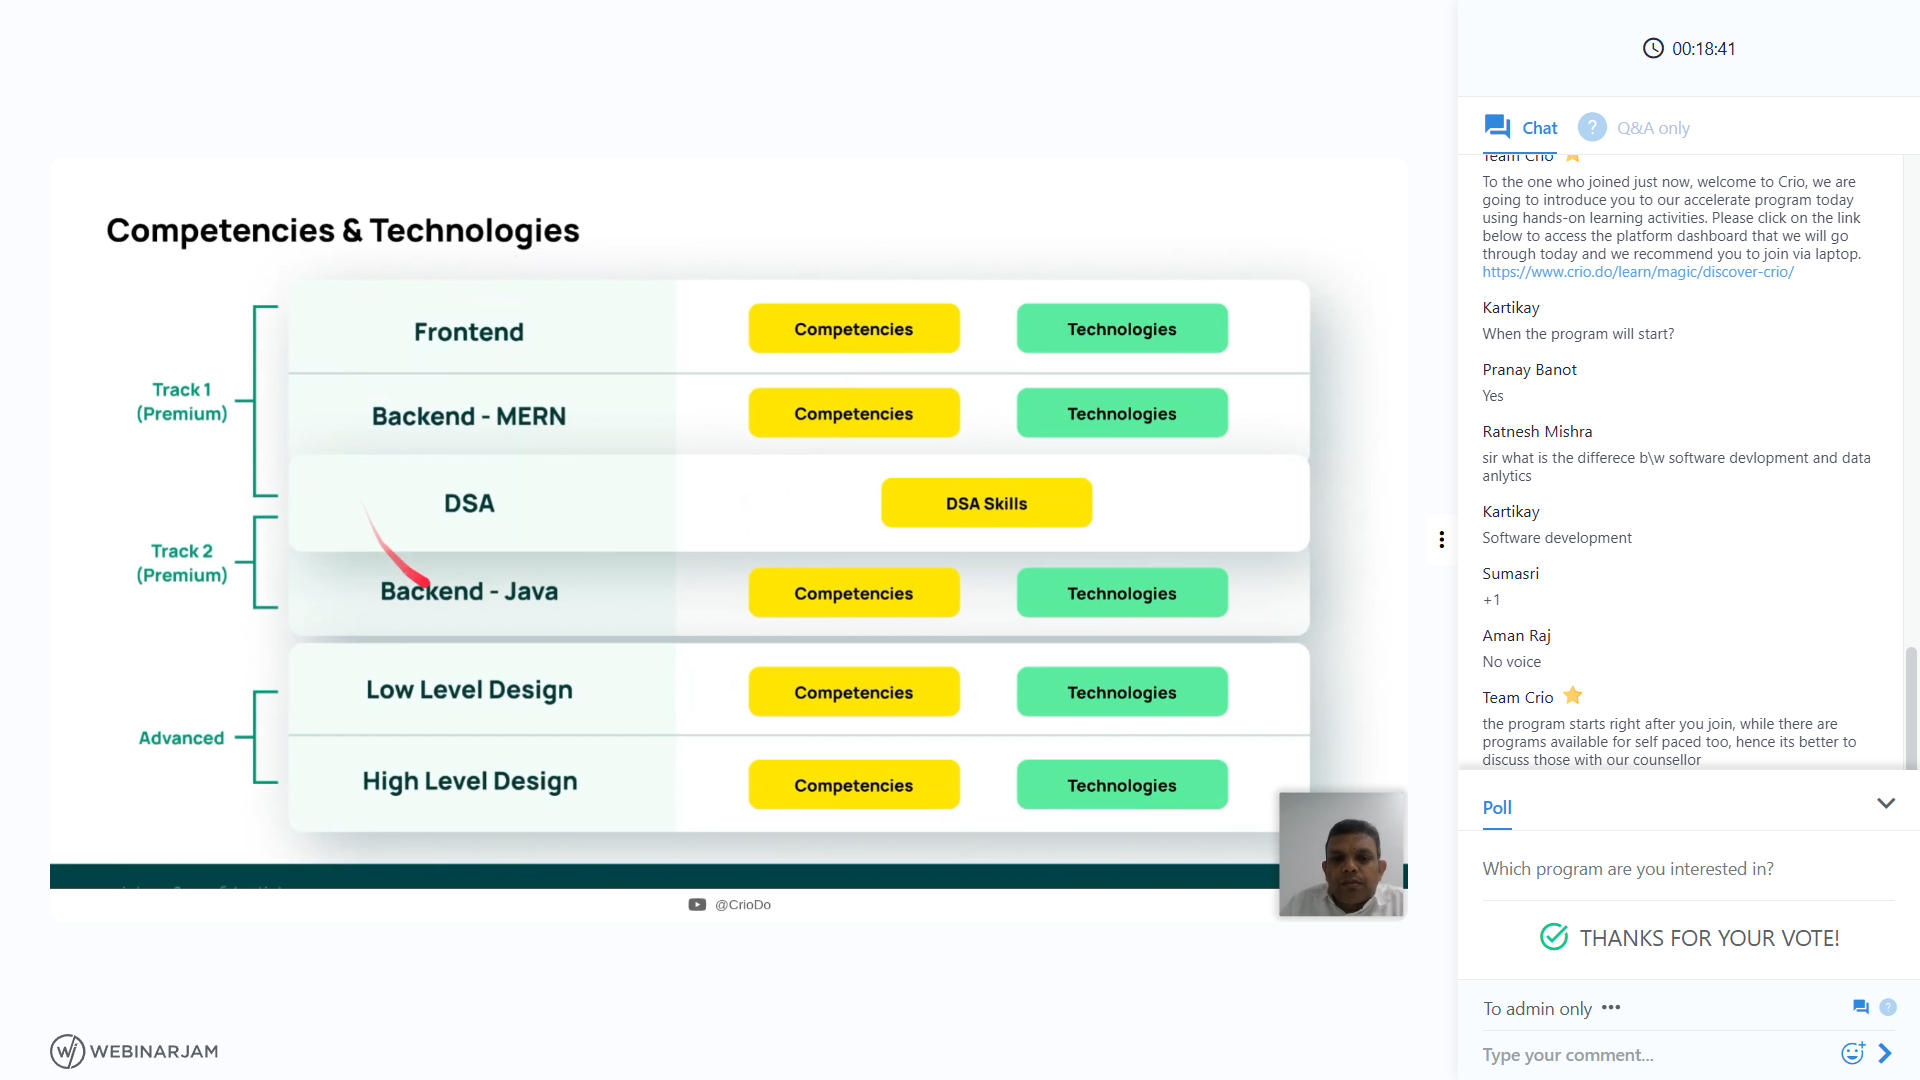 00:18:41
Chat
Q&A only
Team Crio
To the one who joined just now, welcome to Crio, we are
going to introduce you to our accelerate program today
using hands-on learning activities. Please click on the link
below to access the platform dashboard that we will go
through today and we recommend you to join via laptop.
https://www.crio.do/learn/magic/discover-crio/
Kartikay
When the program will start?
Pranay Banot
Yes
Ratnesh Mishra
sir what is the differece b\w software devlopment and data
anlytics
Kartikay
Software development
Sumasri
+1
Aman Raj
No voice
Team Crio
the program starts right after you join, while there are
programs available for self paced too, hence its better to
discuss those with our counsellor
Poll
Which program are you interested in?
THANKS FOR YOUR VOTE!
To admin only
Type your comment...
Competencies & Technologies
Track 1
(Premium)
Frontend
Competencies
Technologies
Backend - MERN
Competencies
Technologies
DSA
DSA Skills
Track 2
(Premium)
Backend - Java
Competencies
Technologies
Advanced
Low Level Design
Competencies
Technologies
High Level Design
Competencies
Technologies
@CrioDo
WEBINARJAM